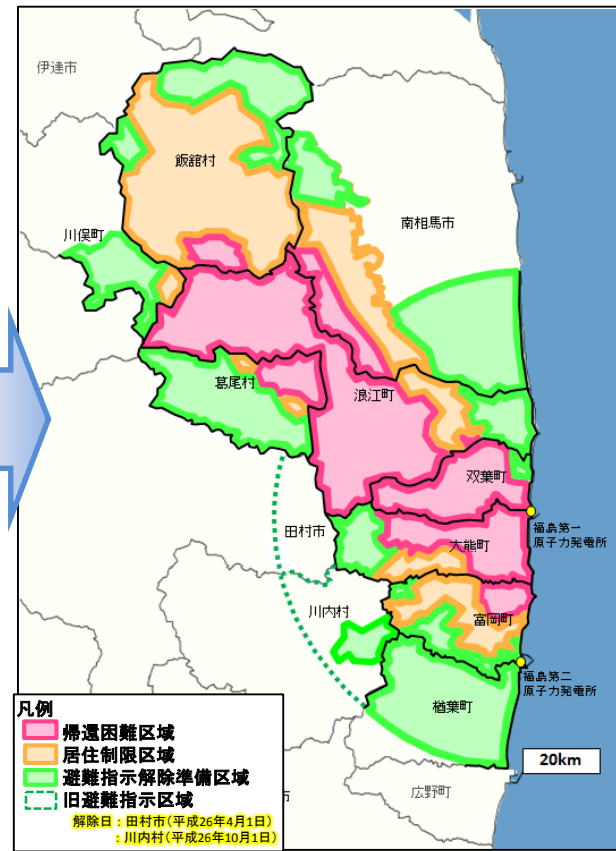 伊達市
飯舘村
南相馬市
川俣町
葛尾村
浪江町
双葉町
田村市
福島第一
原子力発電所
大熊町
川内村
富岡町
福島第二
原子力発電所
楢葉町
20km
広野町
凡例
帰還困難区域
居住制限区域
避難指示解除準備区域
旧避難指示区域
解除日：田村市(平成26年4月1日)
：川内村(平成26年10月1日)
市